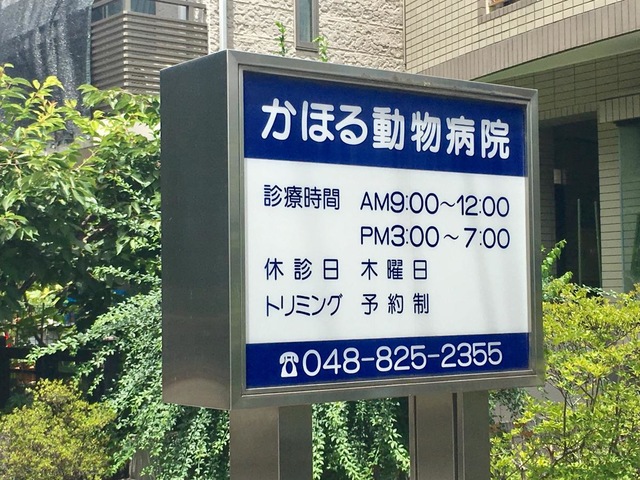 かほる動物病院
診療時間 AM9:00～12:00
PM3:00～7:00
休診日 木曜日
トリミング 予約制
☎048-825-2355